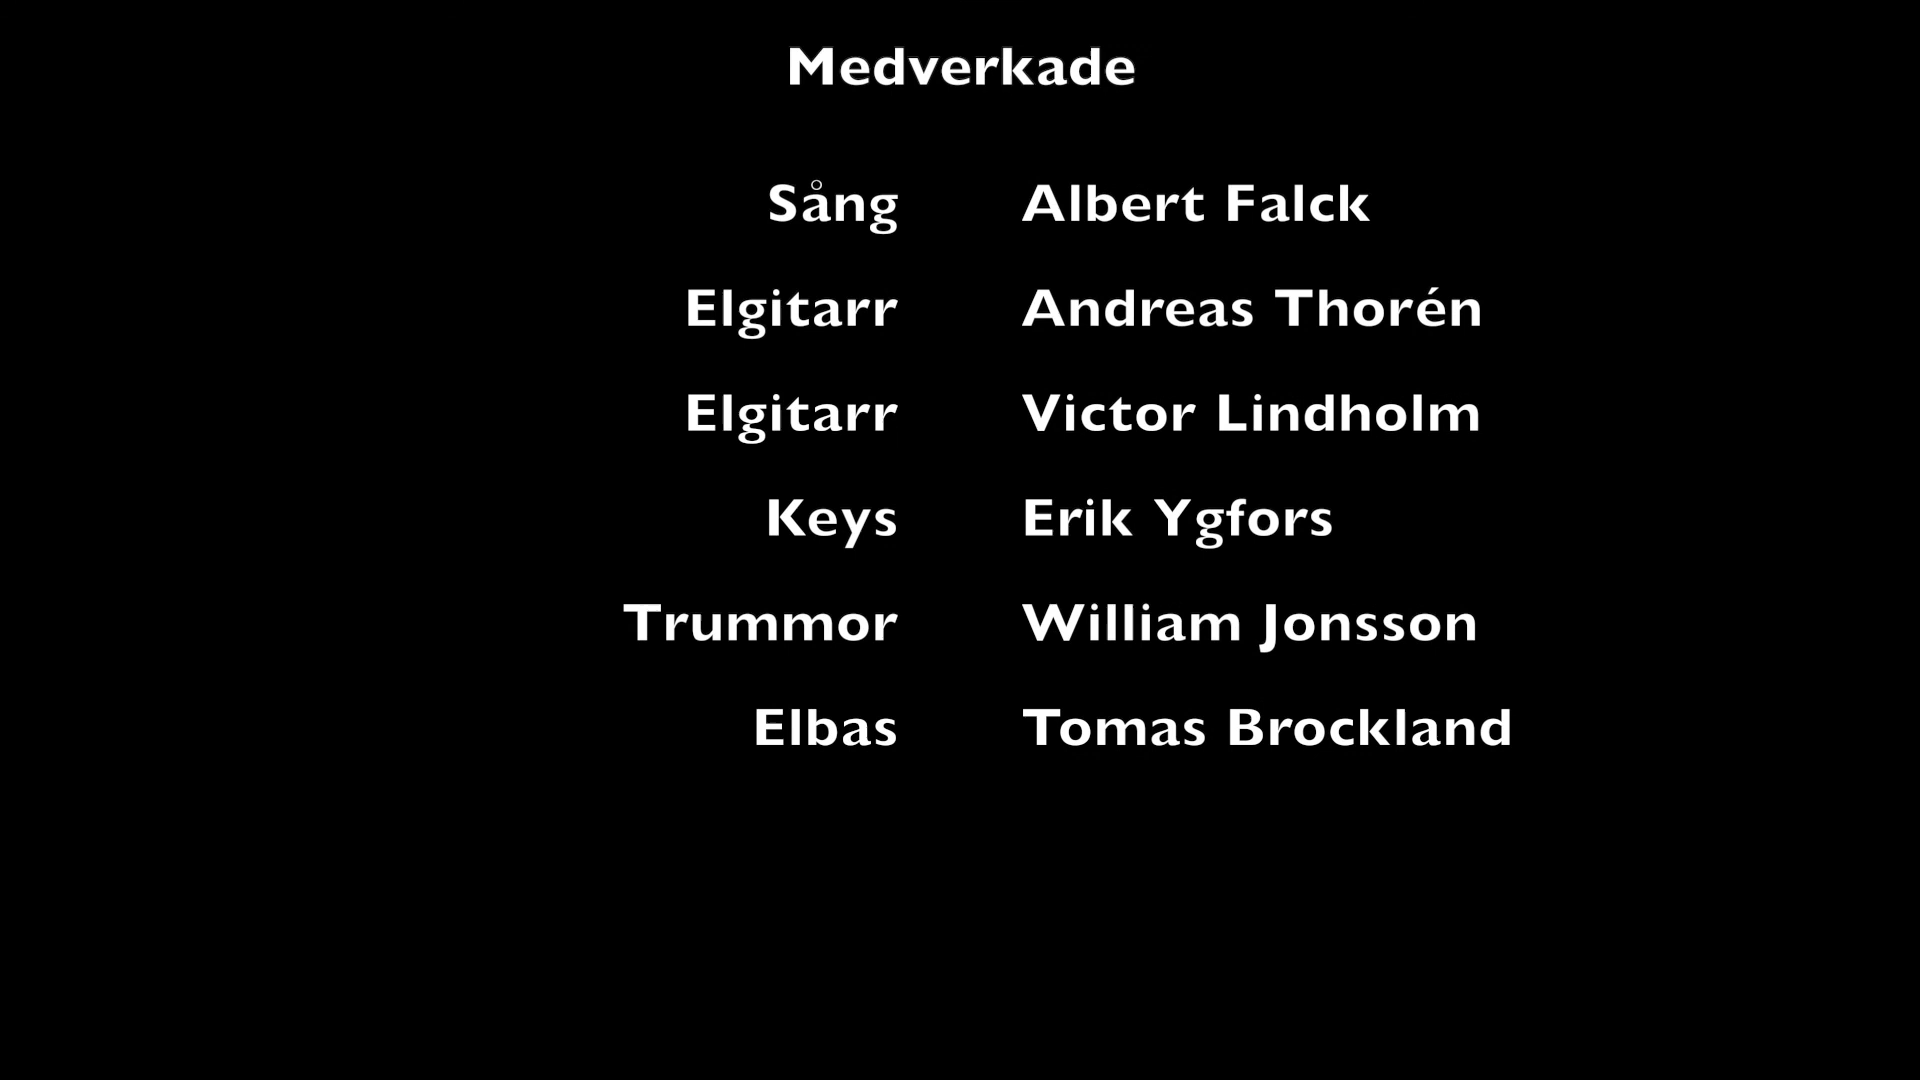 Medverkade
Sång Albert Falck
Elgitarr Andreas Thorén
Elgitarr Victor Lindholm
Keys Erik Ygfors
Trummor William Jonsson
Elbas Tomas Brockland